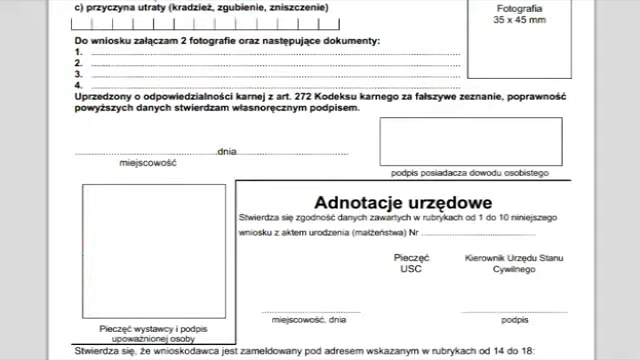 c) przyczyna utraty (kradzież, zgubienie, zniszczenie)
Fotografia
35 x 45 mm
Do wniosku załączam 2 fotografie oraz następujące dokumenty:
1. ........................................
2. ........................................
3. ........................................
4. ........................................
Uprzedzony o odpowiedzialności karnej z art. 272 Kodeksu karnego za fałszywe zeznanie, poprawność
powyższych danych stwierdzam własnoręcznym podpisem.
....................dnia....................
miejscowość
podpis posiadacza dowodu osobistego
Adnotacje urzędowe
Stwierdza się zgodność danych zawartych w rubrykach od 1 do 10 niniejszego
wniosku z aktem urodzenia (małżeństwa) Nr ....................
Pieczęć
USC
Kierownik Urzędu Stanu
Cywilnego
miejscowość, dnia
podpis
Pieczęć wystawcy i podpis
upoważnionej osoby
Stwierdza się, że wnioskodawca jest zameldowany pod adresem wskazanym w rubrykach od 14 do 18: